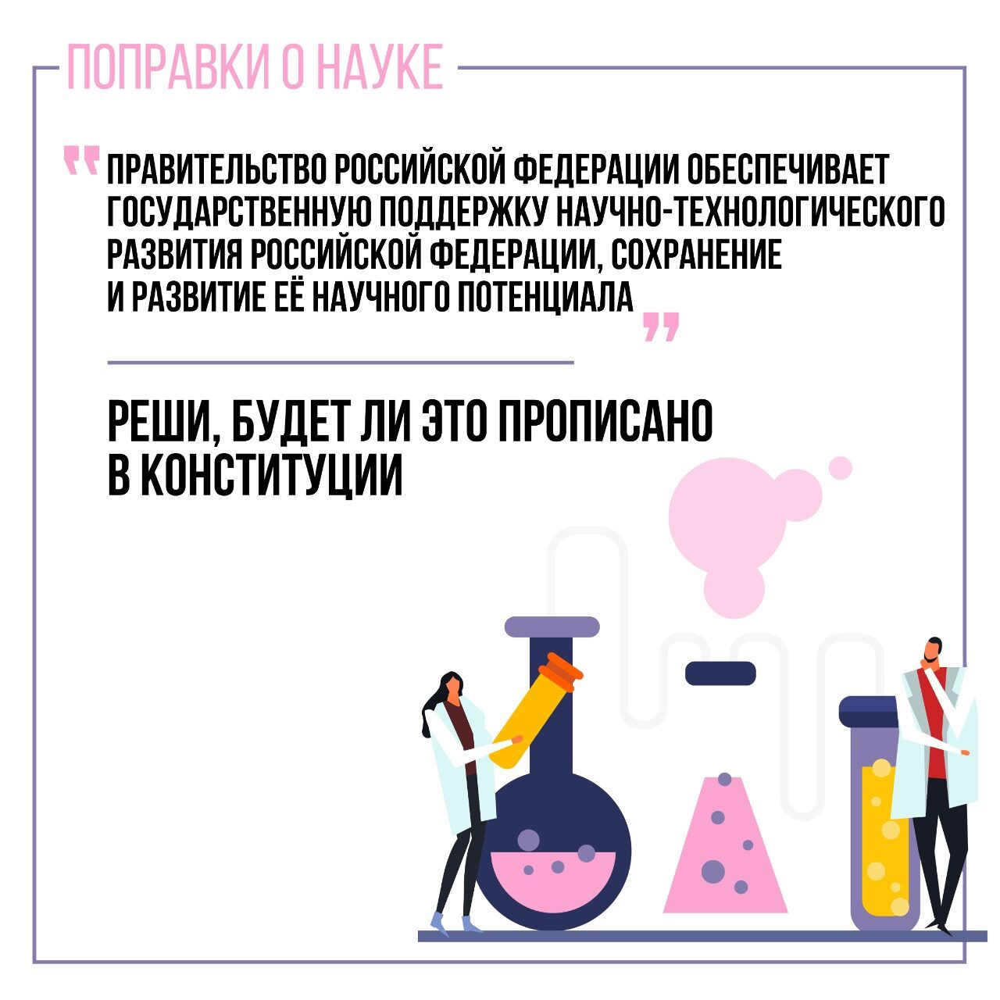 ПОПРАВКИ О НАУКЕ
"ПРАВИТЕЛЬСТВО РОССИЙСКОЙ ФЕДЕРАЦИИ ОБЕСПЕЧИВАЕТ
ГОСУДАРСТВЕННУЮ ПОДДЕРЖКУ НАУЧНО-ТЕХНОЛОГИЧЕСКОГО
РАЗВИТИЯ РОССИЙСКОЙ ФЕДЕРАЦИИ, СОХРАНЕНИЕ
И РАЗВИТИЕ ЕЁ НАУЧНОГО ПОТЕНЦИАЛА"
РЕШИ, БУДЕТ ЛИ ЭТО ПРОПИСАНО
В КОНСТИТУЦИИ